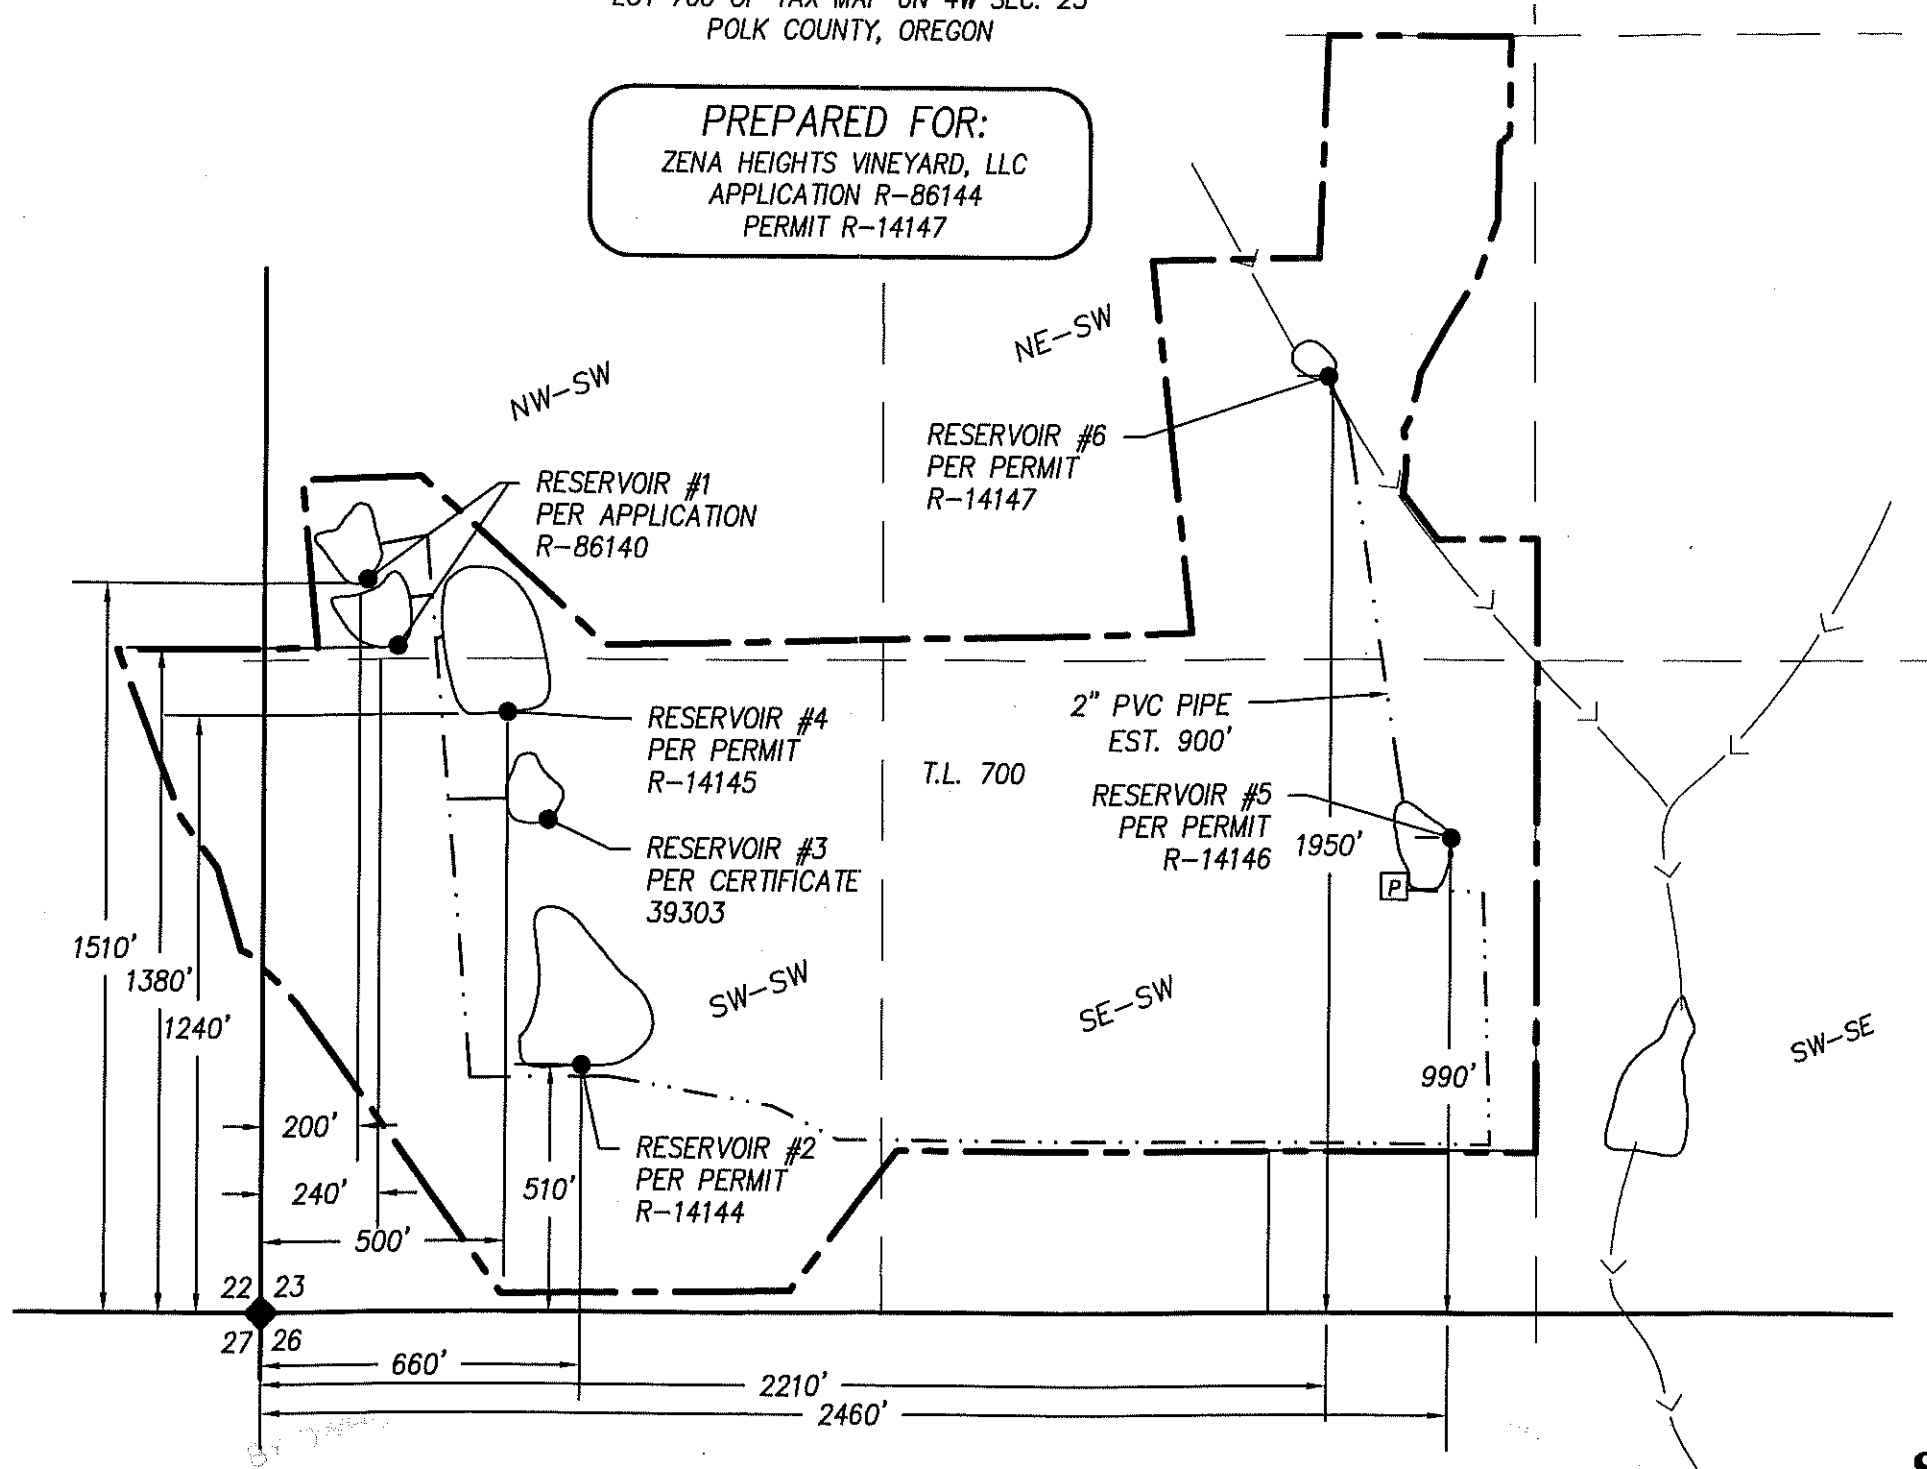 POLK COUNTY, OREGON
PREPARED FOR:
ZENA HEIGHTS VINEYARD, LLC
APPLICATION R-86144
PERMIT R-14147
NE-SW
NW-SW
RESERVOIR #6
PER PERMIT
R-14147
RESERVOIR #1
PER APPLICATION
R-86140
RESERVOIR #4
PER PERMIT
R-14145
2" PVC PIPE
EST. 900'
T.L. 700
RESERVOIR #5
PER PERMIT
R-14146
1950'
RESERVOIR #3
PER CERTIFICATE
39303
P
1510'
1380'
1240'
SW-SW
SE-SW
SW-SE
990'
200'
RESERVOIR #2
PER PERMIT
R-14144
240'
510'
500'
22 23
27 26
660'
2210'
2460'